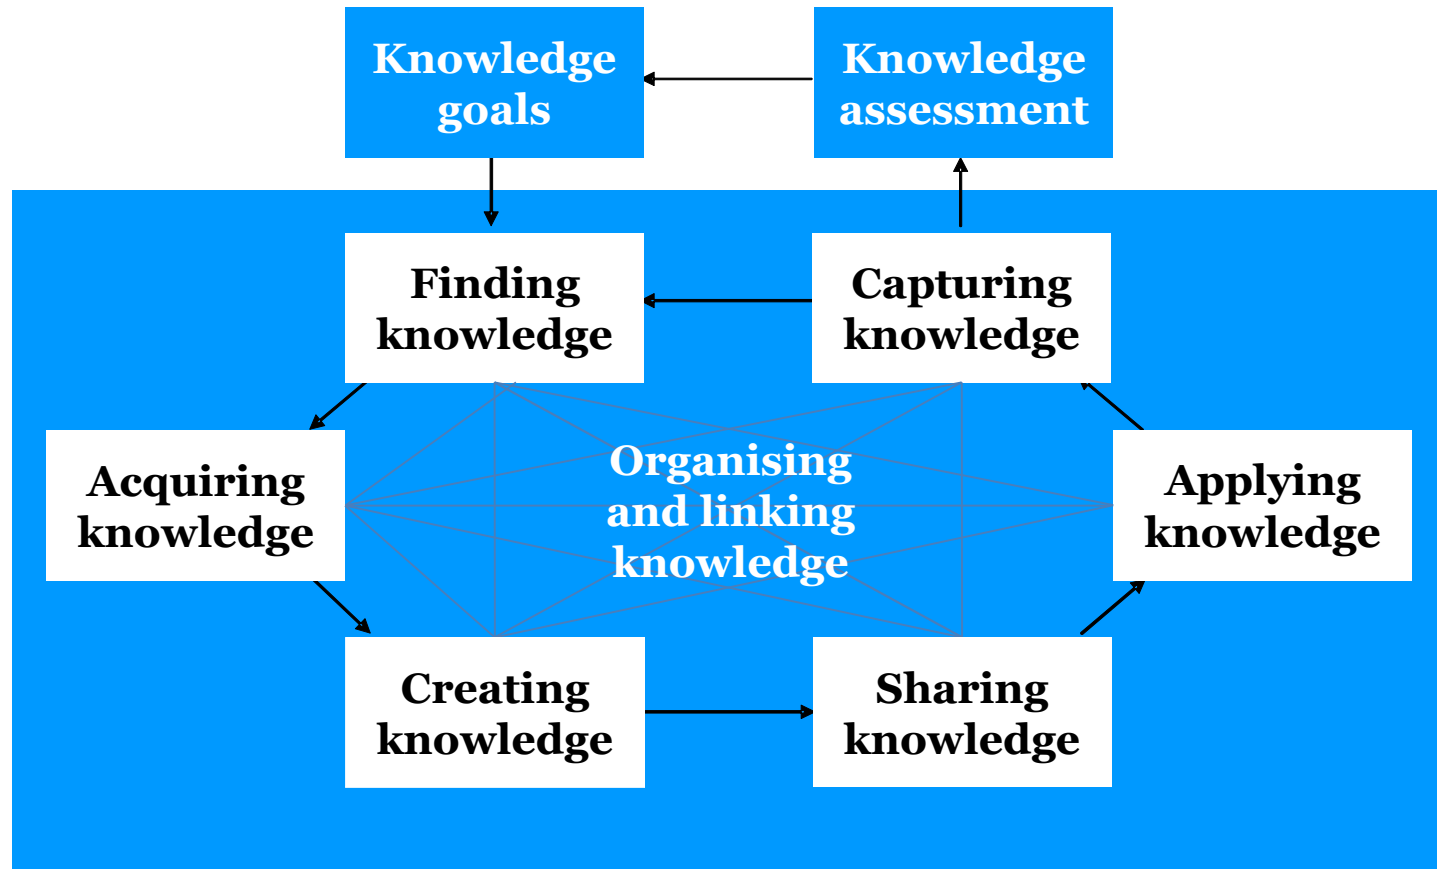 Knowledge
goals
Knowledge
assessment
Finding
knowledge
Capturing
knowledge
Organising
and linking
knowledge
Acquiring
knowledge
Applying
knowledge
Creating
knowledge
Sharing
knowledge